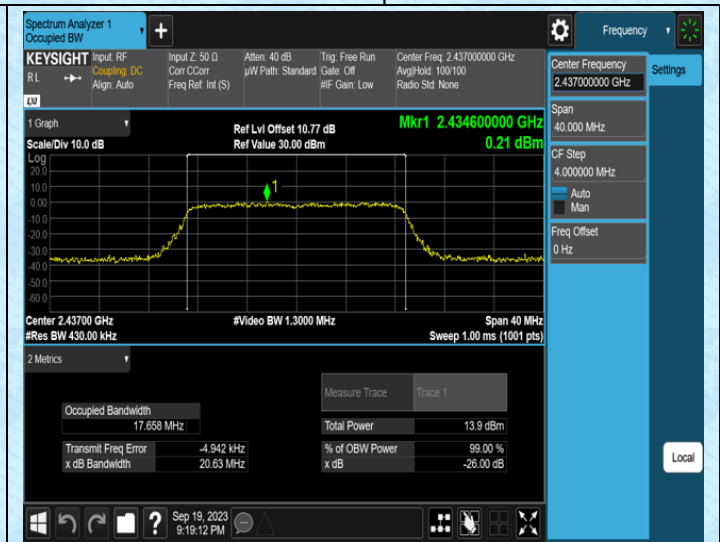 Spectrum Analyzer 1
Occupied BW
Frequency
KEYSIGHT
RL
LXI
Input: RF
Coupling: DC
Align: Auto
Input Z: 50 Ω
Corr CCorr
Freq Ref: Int (S)
Atten: 40 dB
µW Path: Standard
Trig: Free Run
Gate: Off
#IF Gain: Low
Center Freq: 2.437000000 GHz
Avg|Hold: 100/100
Radio Std: None
Center Frequency
2.437000000 GHz
Settings
Span
40.000 MHz
CF Step
4.000000 MHz
Auto
Man
Freq Offset
0 Hz
1 Graph
Scale/Div 10.0 dB
Ref Lvl Offset 10.77 dB
Ref Value 30.00 dBm
Mkr1 2.434600000 GHz
0.21 dBm
Log
20.0
10.0
0.00
-10.0
-20.0
-30.0
-40.0
-50.0
-60.0
1
Center 2.43700 GHz
#Res BW 430.00 kHz
#Video BW 1.3000 MHz
Span 40 MHz
Sweep 1.00 ms (1001 pts)
2 Metrics
Measure Trace Trace 1
Occupied Bandwidth
17.658 MHz
Total Power 13.9 dBm
Transmit Freq Error -4.942 kHz
% of OBW Power 99.00 %
x dB Bandwidth 20.63 MHz
x dB -26.00 dB
Local
?
Sep 19, 2023
9:19:12 PM